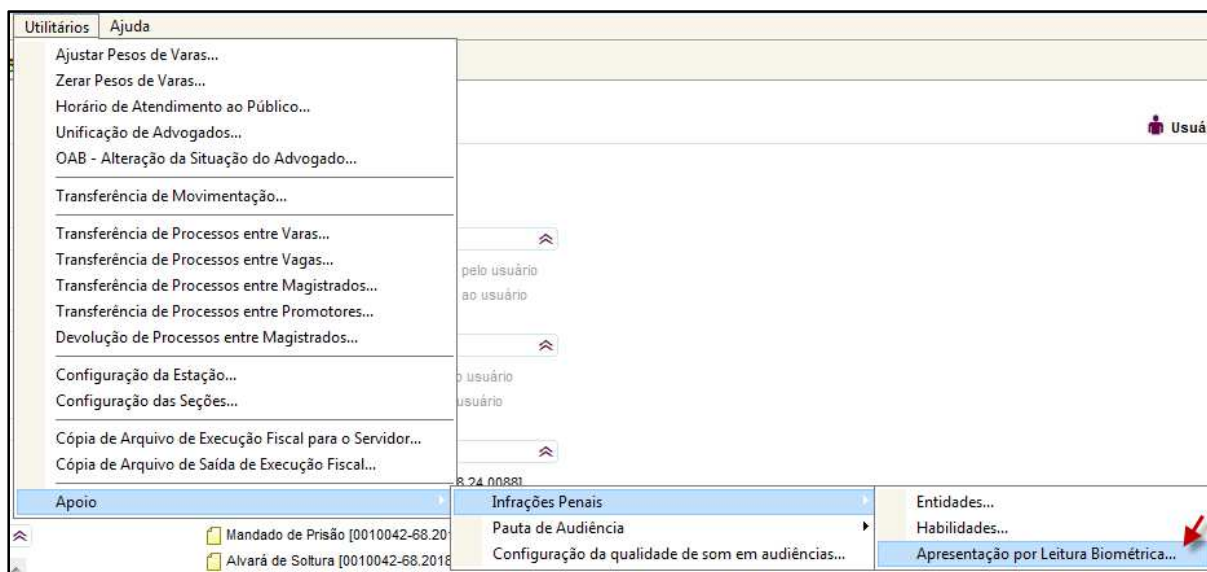 Utilitários Ajuda
Ajustar Pesos de Varas...
Zerar Pesos de Varas...
Horário de Atendimento ao Público...
Unificação de Advogados...
OAB - Alteração da Situação do Advogado...
Usuá
Transferência de Movimentação...
Transferência de Processos entre Varas...
Transferência de Processos entre Vagas...
pelo usuário
Transferência de Processos entre Magistrados...
ao usuário
Transferência de Processos entre Promotores...
Devolução de Processos entre Magistrados...
Configuração da Estação...
o usuário
Configuração das Seções...
usuário
Cópia de Arquivo de Execução Fiscal para o Servidor...
Cópia de Arquivo de Saída de Execução Fiscal...
8.24.0088]
Apoio Infrações Penais Entidades...
Mandado de Prisão [0010042-68.20 Pauta de Audiência Habilidades...
Alvará de Soltura [0010042-68.2018 Configuração da qualidade de som em audiências... Apresentação por Leitura Biométrica...